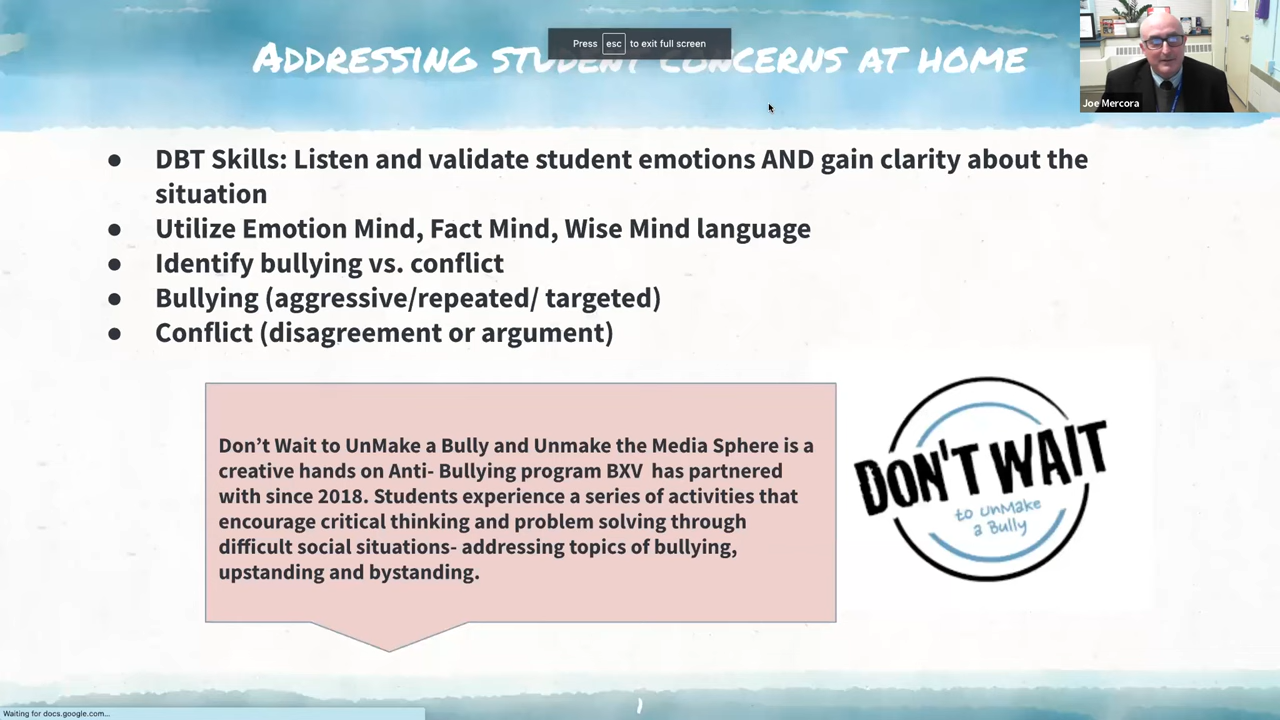 Press esc to exit full screen
ADDRESSING STUDENT CONCERNS AT HOME
Joe Mercora
● DBT Skills: Listen and validate student emotions AND gain clarity about the
situation
● Utilize Emotion Mind, Fact Mind, Wise Mind language
● Identify bullying vs. conflict
● Bullying (aggressive/repeated/ targeted)
● Conflict (disagreement or argument)
Don’t Wait to UnMake a Bully and Unmake the Media Sphere is a
creative hands on Anti- Bullying program BXV has partnered
with since 2018. Students experience a series of activities that
encourage critical thinking and problem solving through
difficult social situations- addressing topics of bullying,
upstanding and bystanding.
DON'T WAIT
to UnMake
a Bully
1
Waiting for docs.google.com...